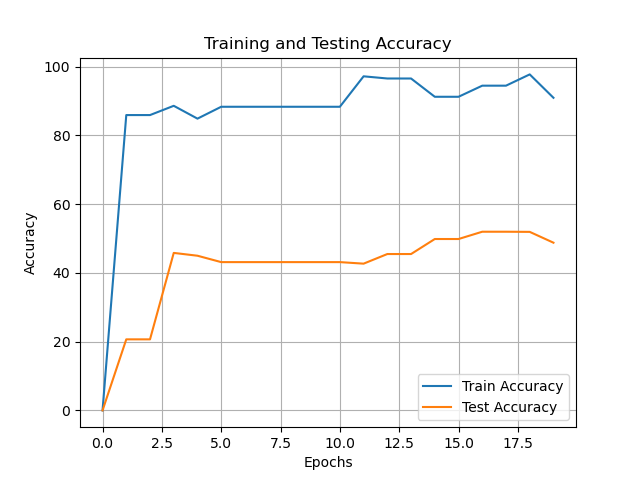 Training and Testing Accuracy
100
80
60
40
20
0
Accuracy
0.0 2.5 5.0 7.5 10.0 12.5 15.0 17.5
Epochs
Train Accuracy
Test Accuracy